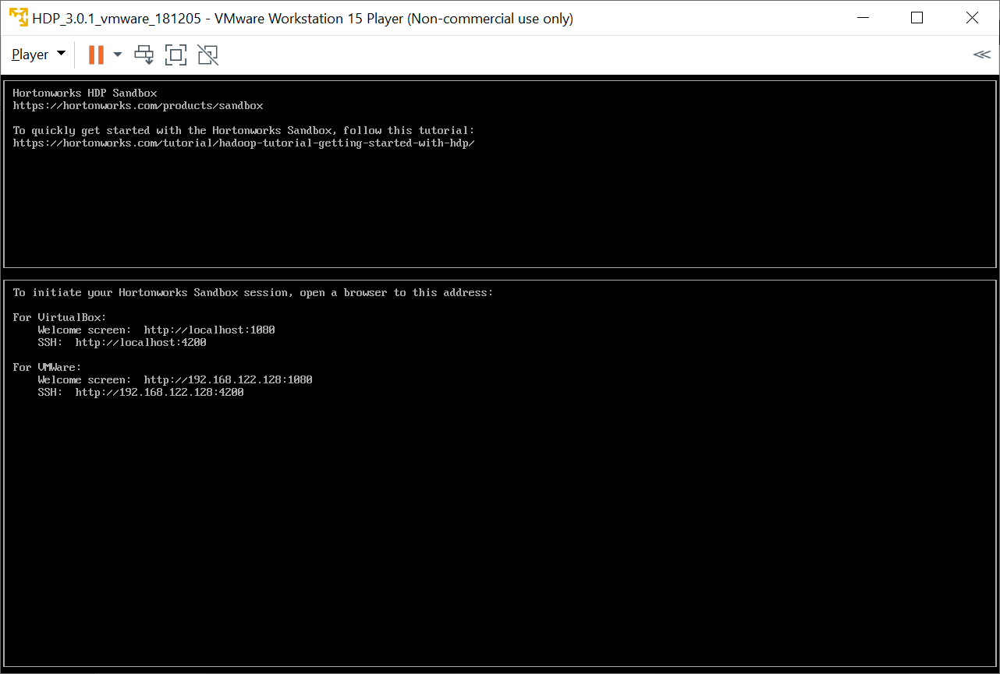 HDP_3.0.1_vmware_181205 - VMware Workstation 15 Player (Non-commercial use only)
Player
Hortonworks HDP Sandbox
https://hortonworks.com/products/sandbox
To quickly get started with the Hortonworks Sandbox, follow this tutorial:
https://hortonworks.com/tutorial/hadoop-tutorial-getting-started-with-hdp/
To initiate your Hortonworks Sandbox session, open a browser to this address:
For VirtualBox:
Welcome screen: http://localhost:1080
SSH: http://localhost:4200
For VMWare:
Welcome screen: http://192.168.122.128:1080
SSH: http://192.168.122.128:4200